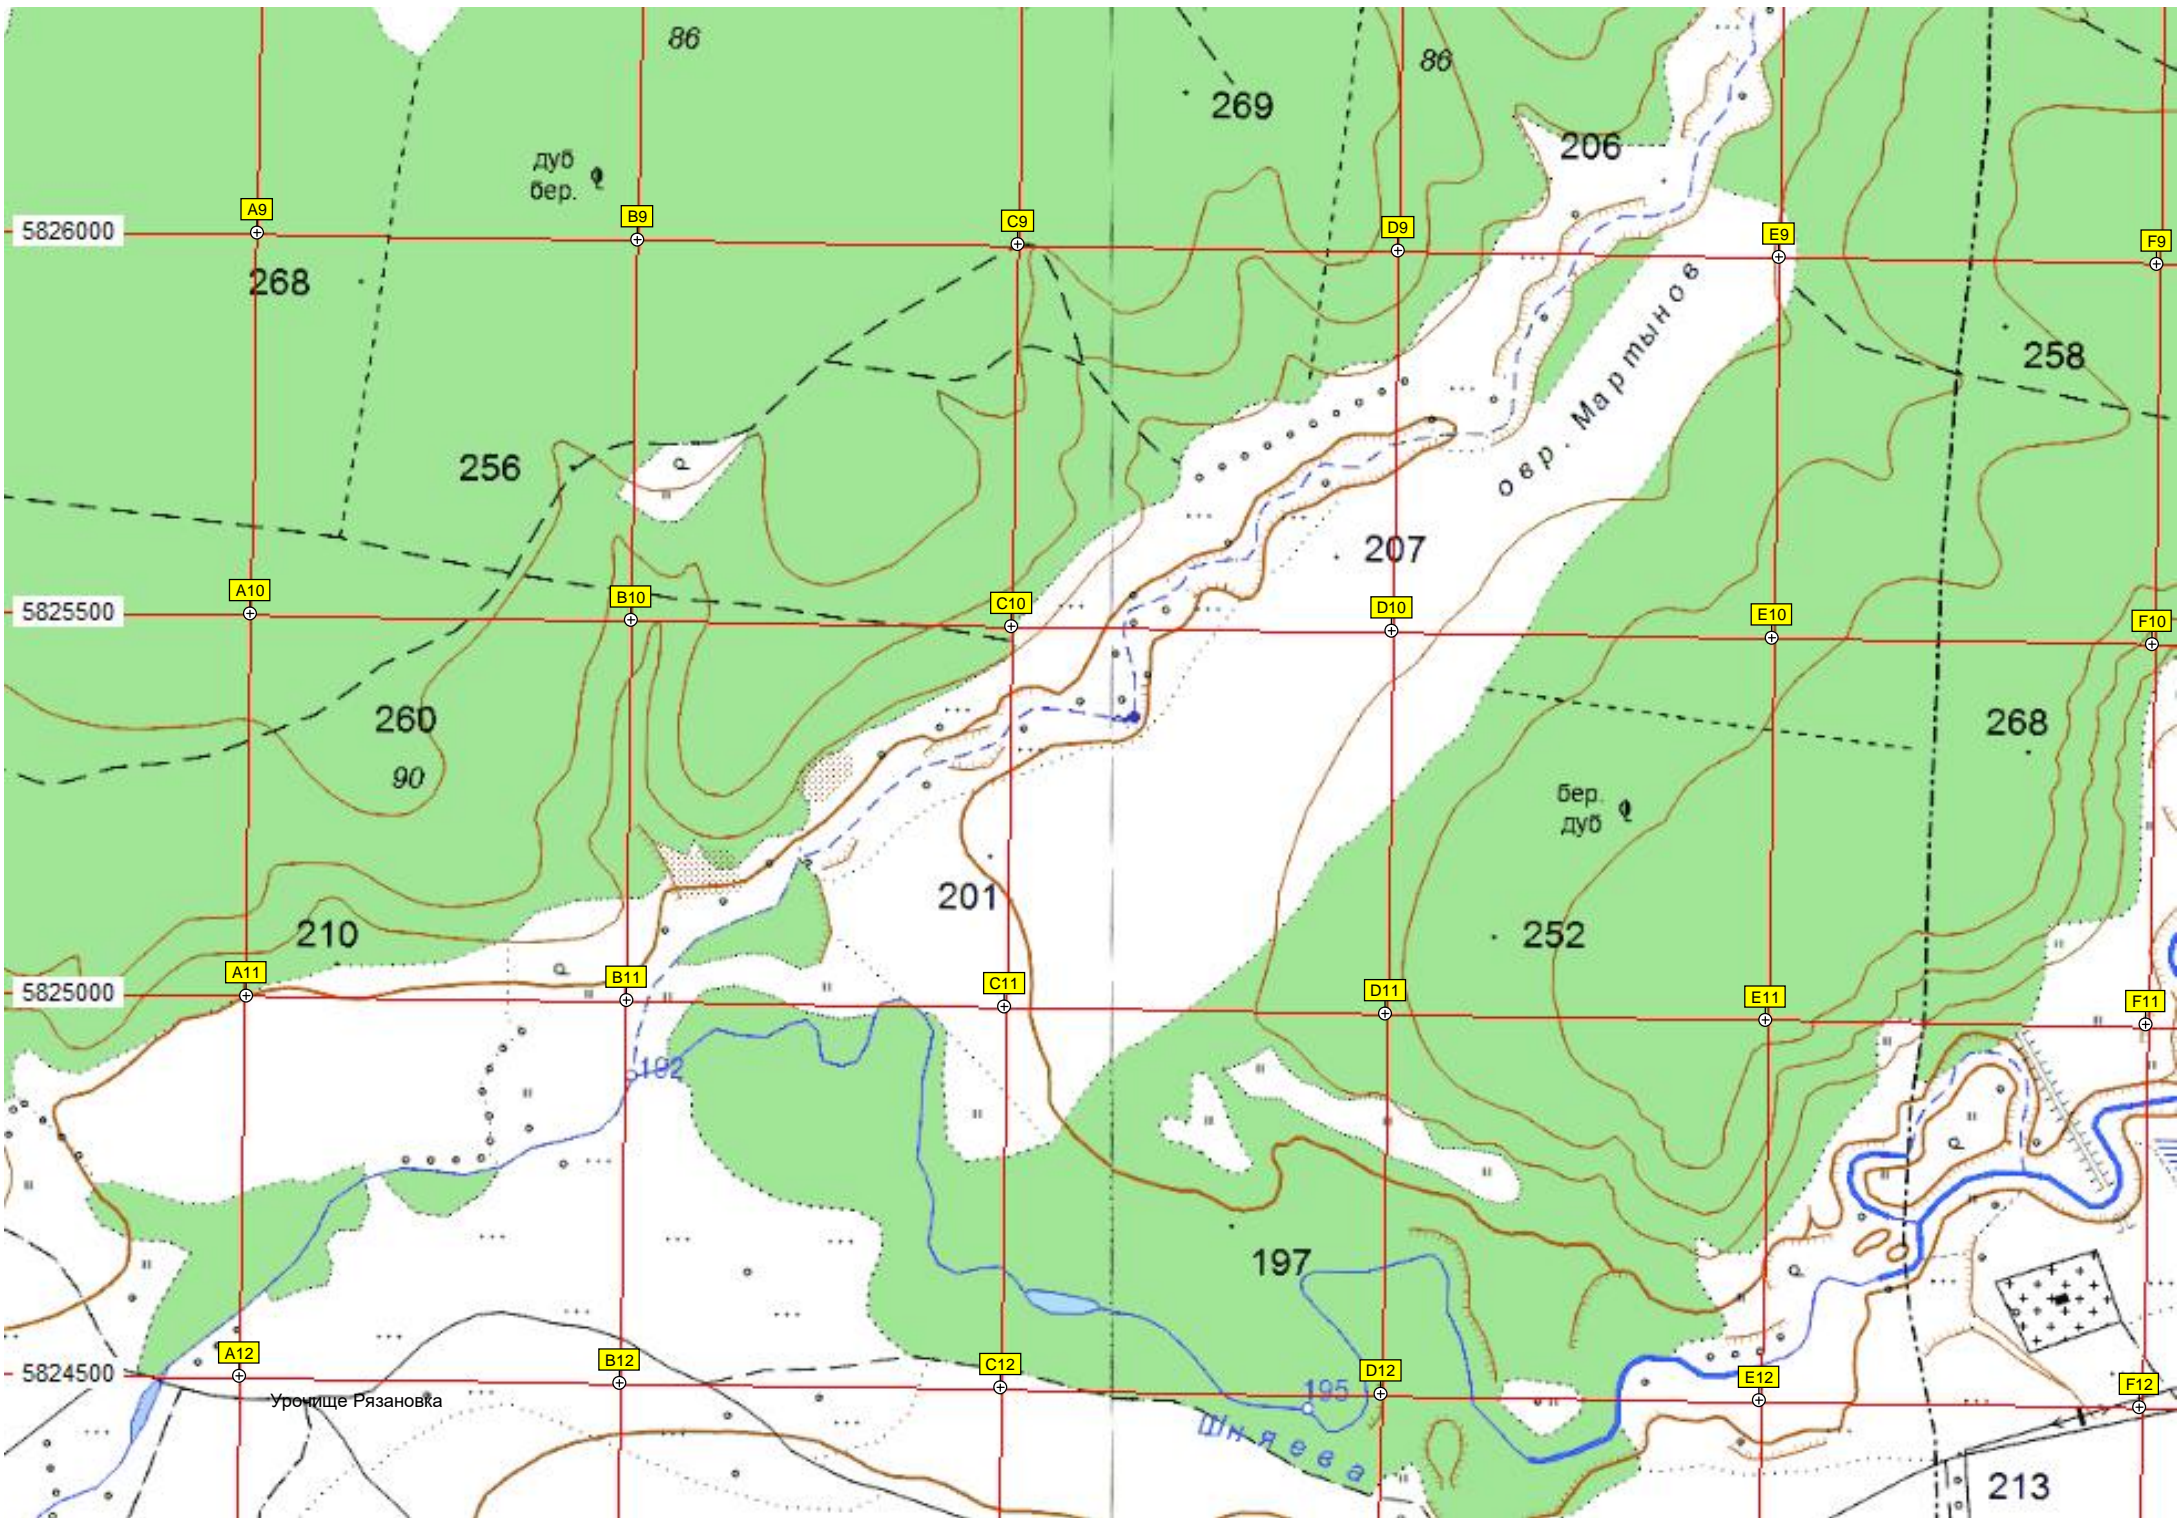 86
86
269
206
дуб
бер.
A9
B9
C9
D9
E9
F9
5826000
268
овр. Мартынов
258
256
207
A10
B10
C10
D10
E10
F10
5825500
260
90
268
бер.
дуб
201
210
252
A11
B11
C11
D11
E11
F11
5825000
192
197
A12
B12
C12
D12
E12
F12
5824500
Урочище Рязановка
195
Шняева
213